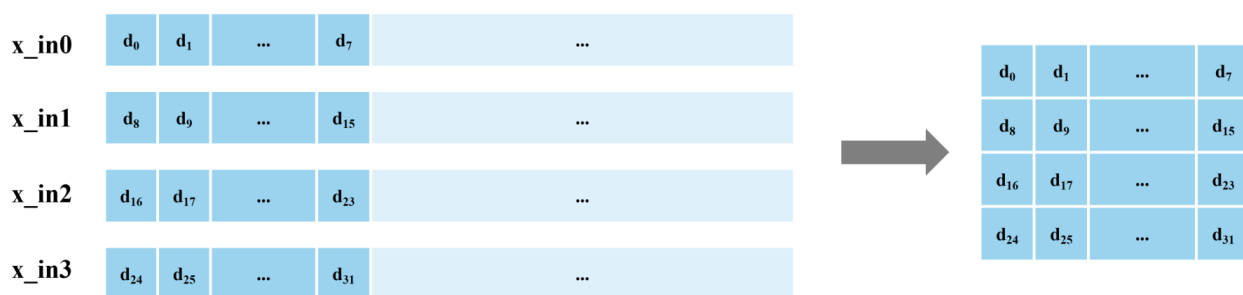 x_in0 d₀ d₁ ... d₇ ...
x_in1 d₈ d₉ ... d₁₅ ...
x_in2 d₁₆ d₁₇ ... d₂₃ ...
x_in3 d₂₄ d₂₅ ... d₃₁ ...
d₀ d₁ ... d₇
d₈ d₉ ... d₁₅
d₁₆ d₁₇ ... d₂₃
d₂₄ d₂₅ ... d₃₁